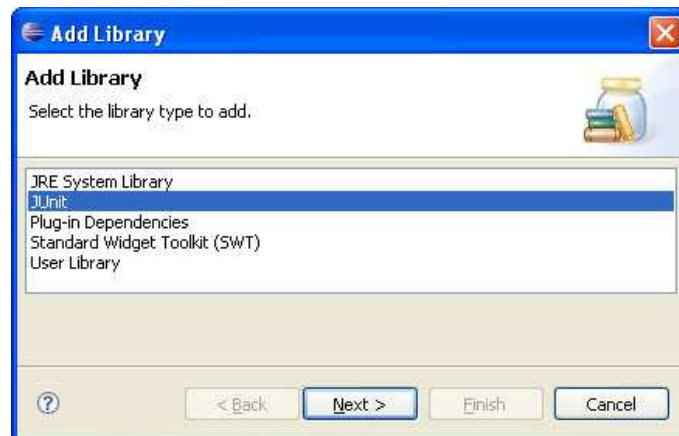 Add Library
Add Library
Select the library type to add.
JRE System Library
JUnit
Plug-in Dependencies
Standard Widget Toolkit (SWT)
User Library
?
< Back
Next >
Finish
Cancel